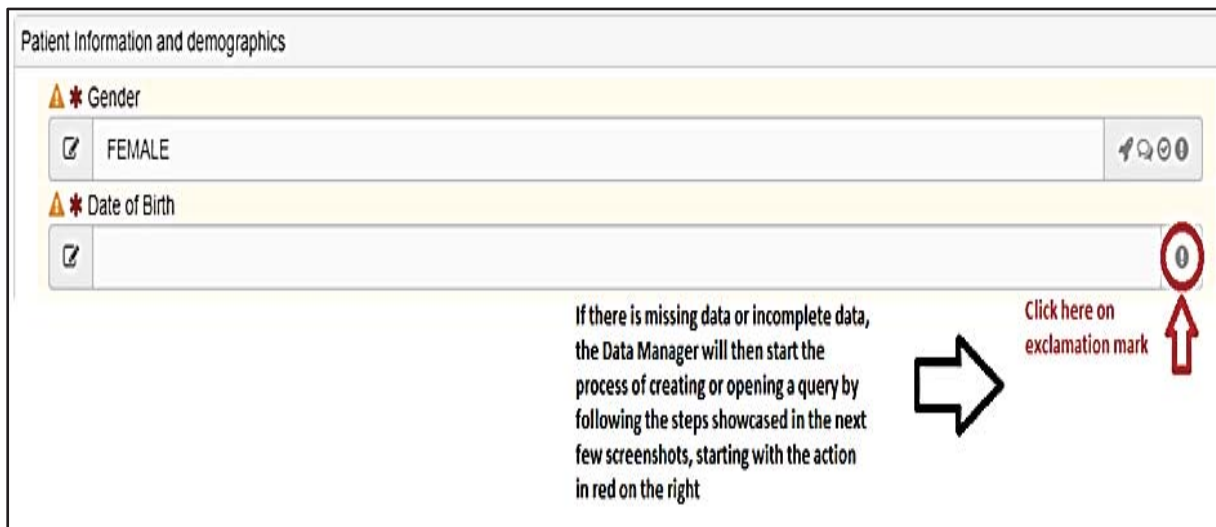 Patient Information and demographics
* Gender
FEMALE
* Date of Birth
If there is missing data or incomplete data,
the Data Manager will then start the
process of creating or opening a query by
following the steps showcased in the next
few screenshots, starting with the action
in red on the right
Click here on
exclamation mark